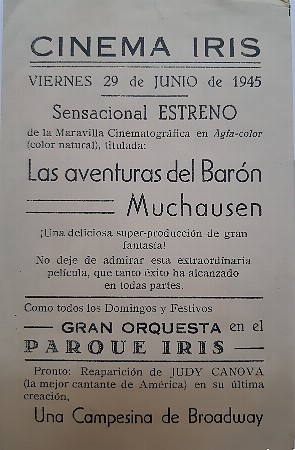 CINEMA IRIS
VIERNES 29 de JUNIO de 1945
Sensacional ESTRENO
de la Maravilla Cinematográfica en Agfa-color
(color natural), titulada:
Las aventuras del Barón
Muchausen
¡Una deliciosa super-producción de gran
fantasía!
No deje de admirar esta extraordinaria
película, que tanto éxito ha alcanzado
en todas partes.
Como todos los Domingos y Festivos
GRAN ORQUESTA en el
PARQUE IRIS
Pronto: Reaparición de JUDY CANOVA
(la mejor cantante de América) en su última
creación,
Una Campesina de Broadway